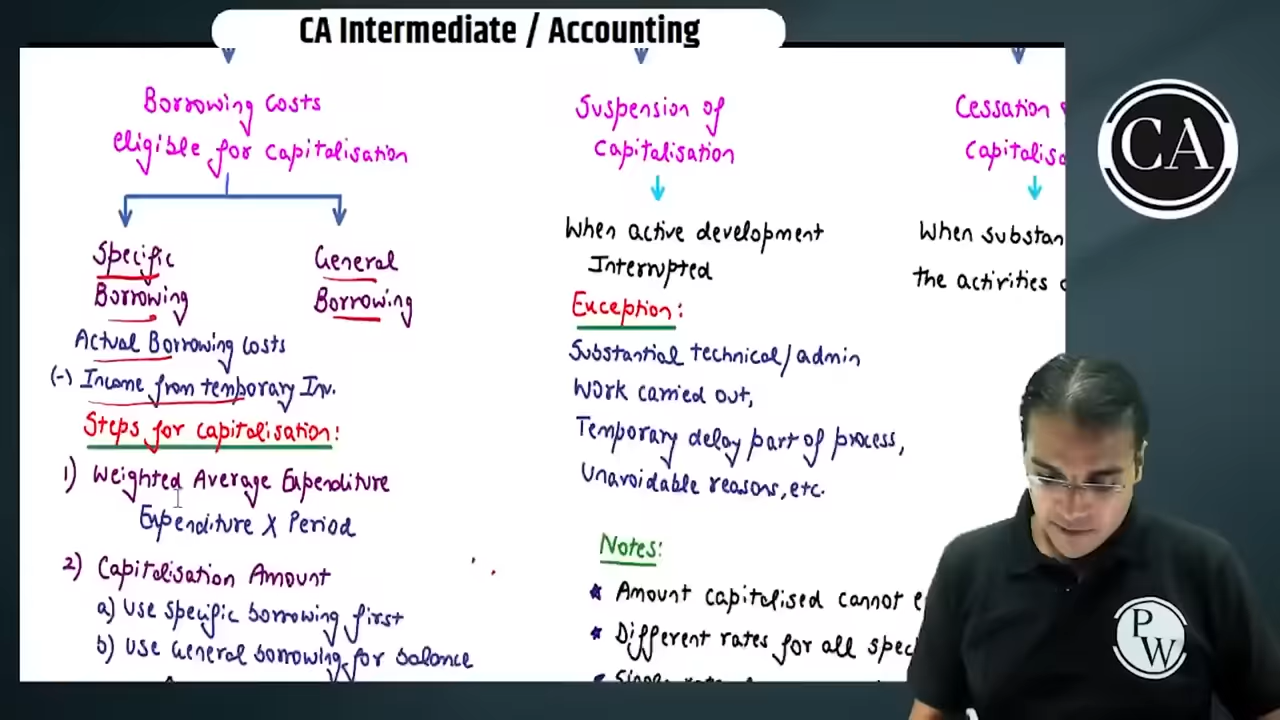 CA Intermediate / Accounting
CA
Borrowing Costs
eligible for capitalisation
Specific
Borrowing
General
Borrowing
Actual Borrowing Costs
(-) Income from temporary Inv.
Steps for capitalisation:
1) Weighted Average Expenditure
Expenditure X Period
2) Capitalisation Amount
a) Use Specific borrowing first
b) Use General borrowing for balance
Suspension of
Capitalisation
When active development
Interrupted
Exception:
Substantial technical/admin
Work carried out,
Temporary delay part of process,
Unavoidable reasons, etc.
Notes:
* Amount capitalised cannot
* Different rates for all spec
Cessation
Capitalisa
When substan
the activities
PW